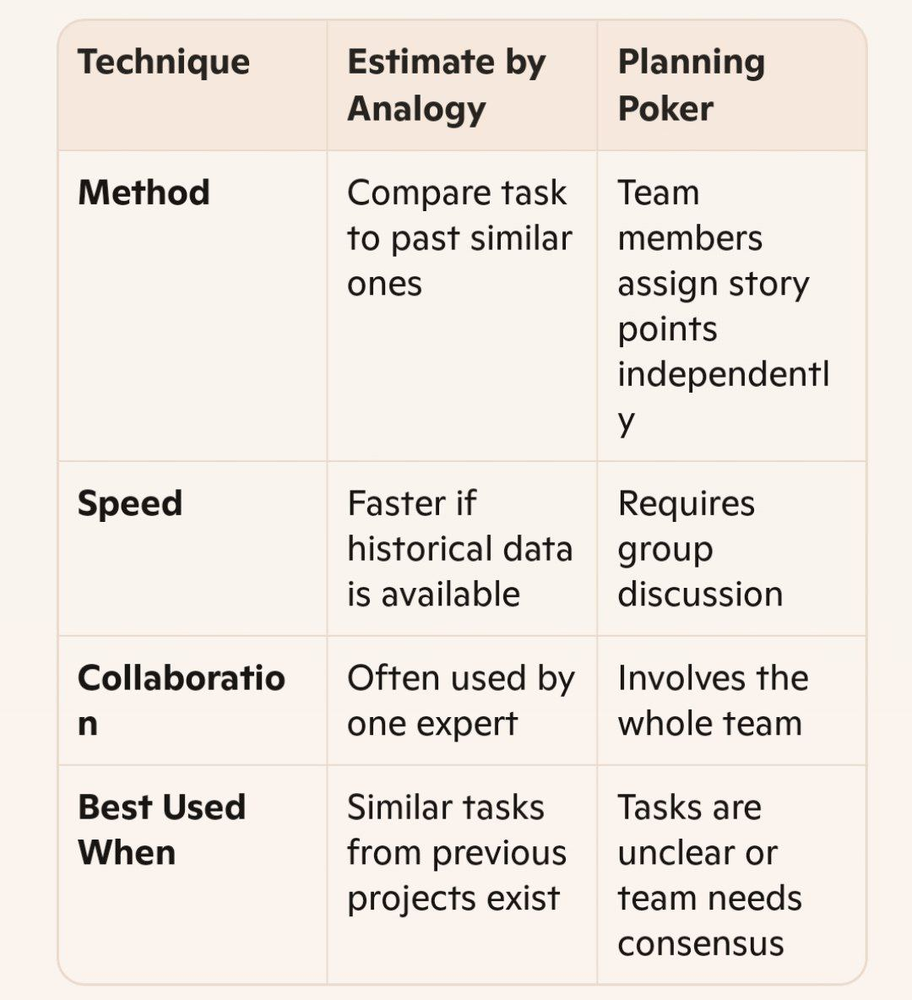 Technique
Estimate by
Analogy
Planning
Poker
Method
Compare task
to past similar
ones
Team
members
assign story
points
independentl
y
Speed
Faster if
historical data
is available
Requires
group
discussion
Collaboratio
n
Often used by
one expert
Involves the
whole team
Best Used
When
Similar tasks
from previous
projects exist
Tasks are
unclear or
team needs
consensus